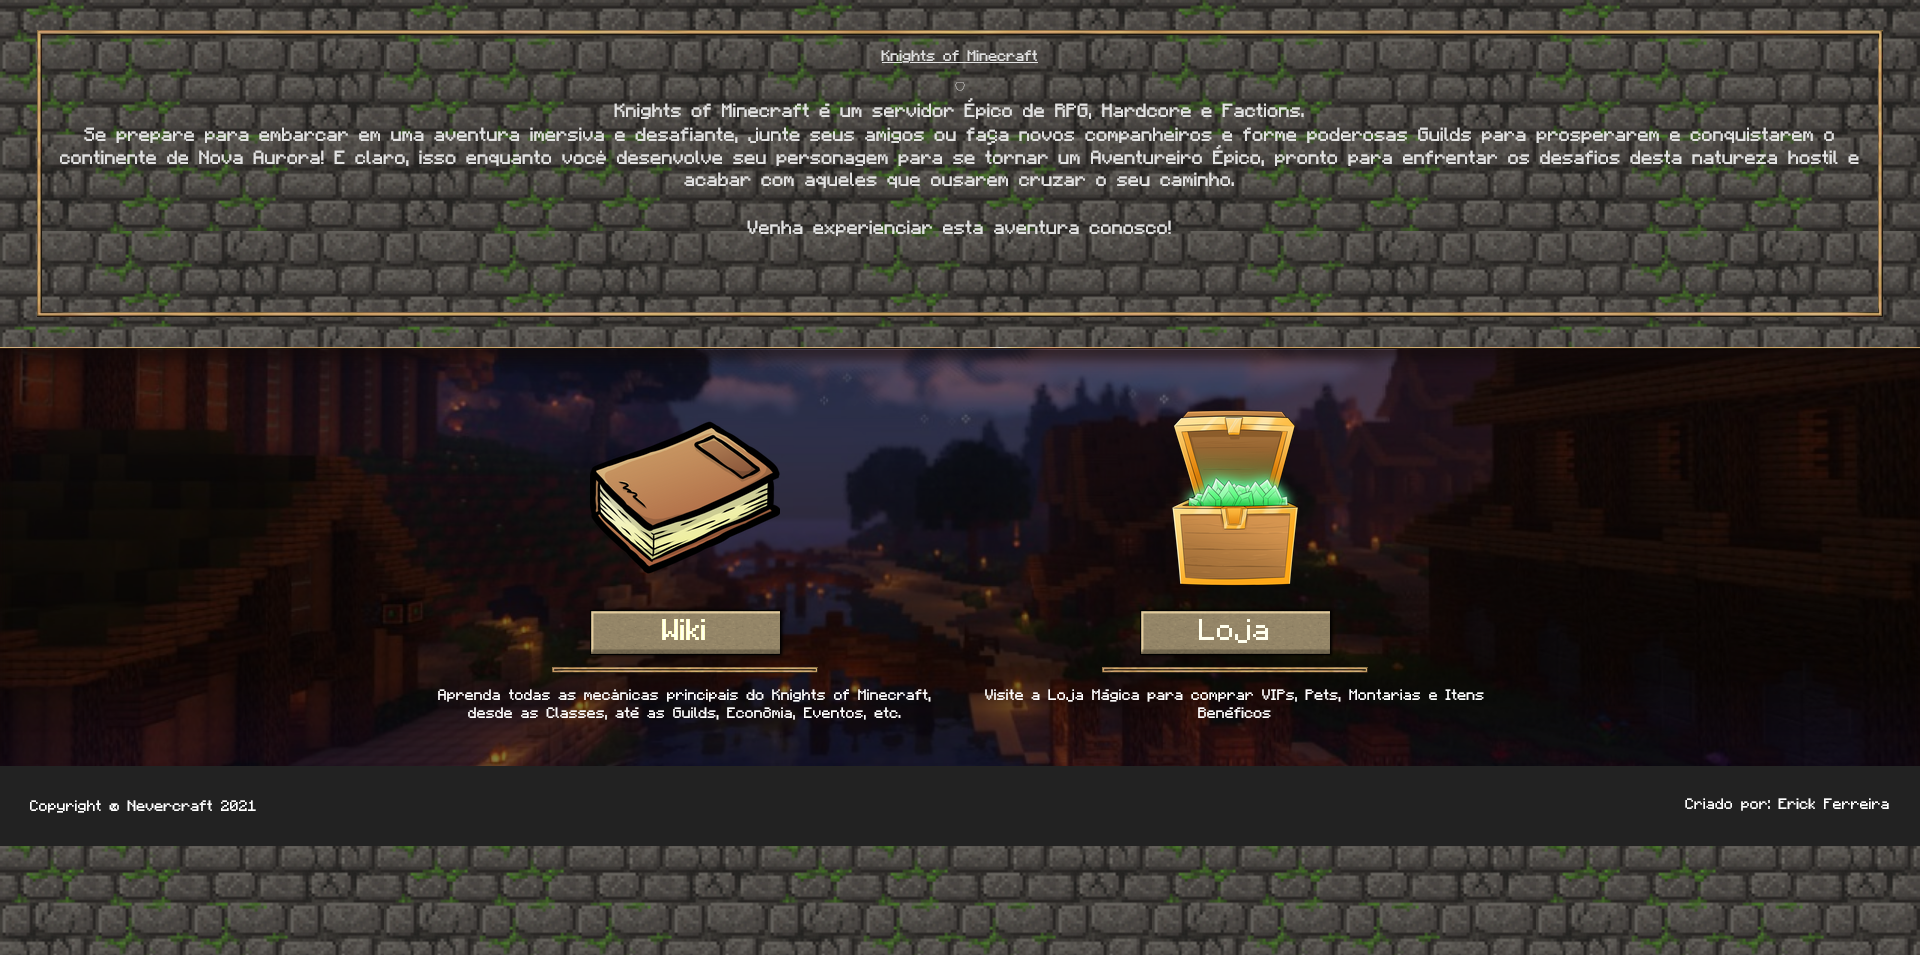 Knights of Minecraft
Knights of Minecraft é um servidor Épico de RPG, Hardcore e Factions.
Se prepare para embarcar em uma aventura imersiva e desafiante, junte seus amigos ou faça novos companheiros e forme poderosas Guilds para prosperarem e conquistarem o
continente de Nova Aurora! E claro, isso enquanto você desenvolve seu personagem para se tornar um Aventureiro Épico, pronto para enfrentar os desafios desta natureza hostil e
acabar com aqueles que ousarem cruzar o seu caminho.
Venha experienciar esta aventura conosco!
Wiki
Aprenda todas as mecânicas principais do Knights of Minecraft,
desde as Classes, até as Guilds, Econômia, Eventos, etc.
Loja
Visite a Loja Mágica para comprar VIPs, Pets, Montarias e Itens
Benéficos
Copyright © Nevercraft 2021
Criado por: Erick Ferreira